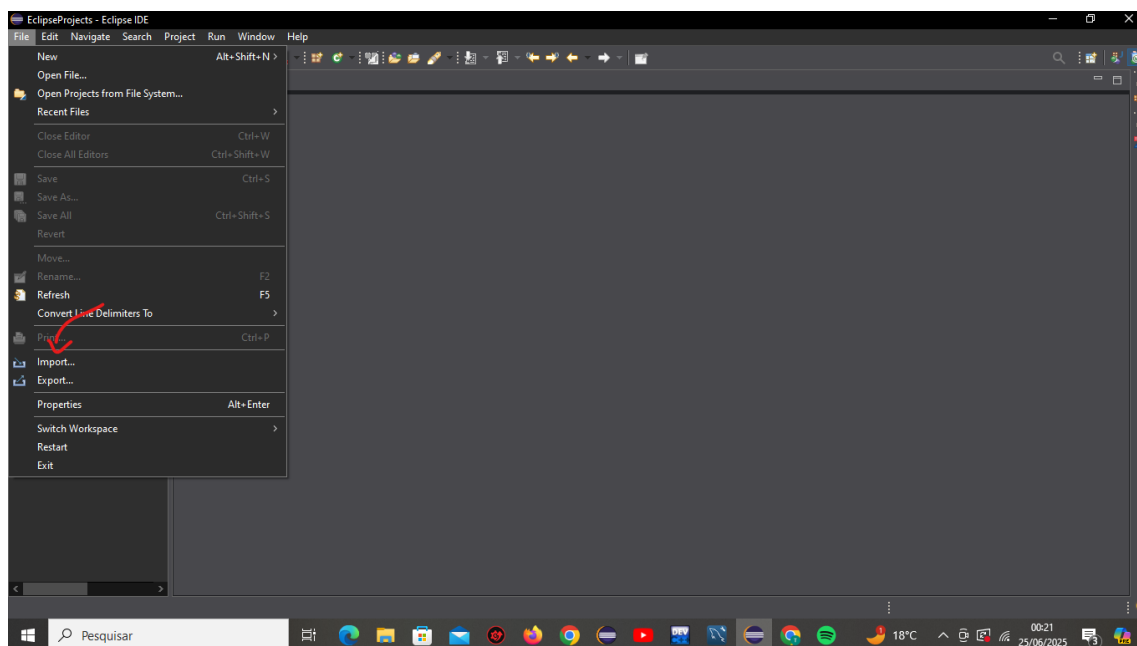 EclipseProjects - Eclipse IDE
File Edit Navigate Search Project Run Window Help
New Alt+Shift+N >
Open File...
Open Projects from File System...
Recent Files >
Close Editor Ctrl+W
Close All Editors Ctrl+Shift+W
Save Ctrl+S
Save As...
Save All Ctrl+Shift+S
Revert
Move...
Rename... F2
Refresh F5
Convert Line Delimiters To >
Print... Ctrl+P
Import...
Export...
Properties Alt+Enter
Switch Workspace >
Restart
Exit
Pesquisar
DEV
18°C
00:21
25/06/2025
3